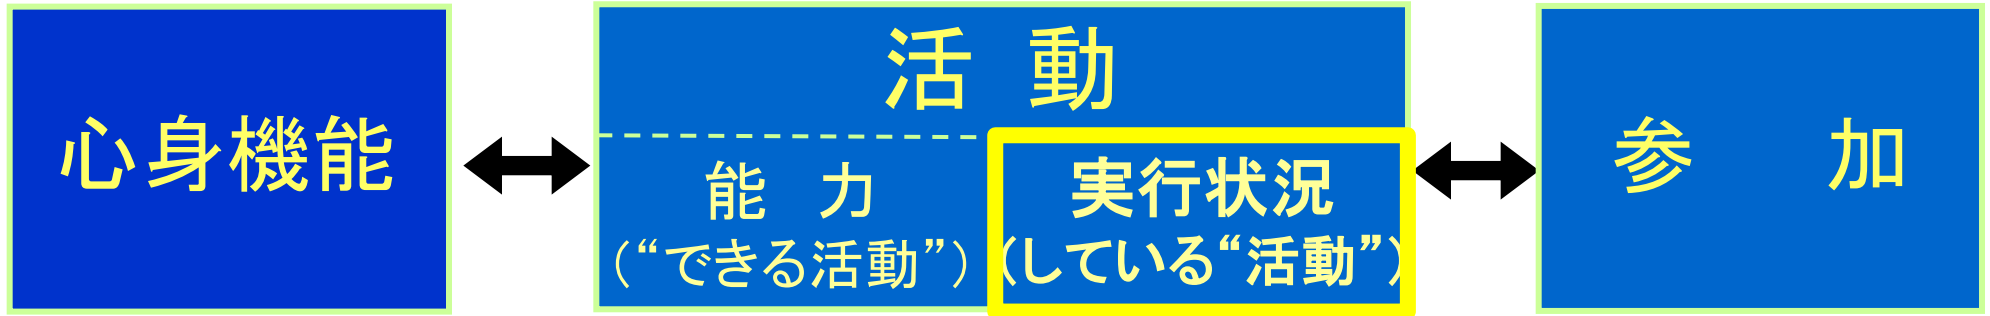 心身機能
活 動
能 力
（“できる活動”）
実行状況
（している“活動”）
参 加